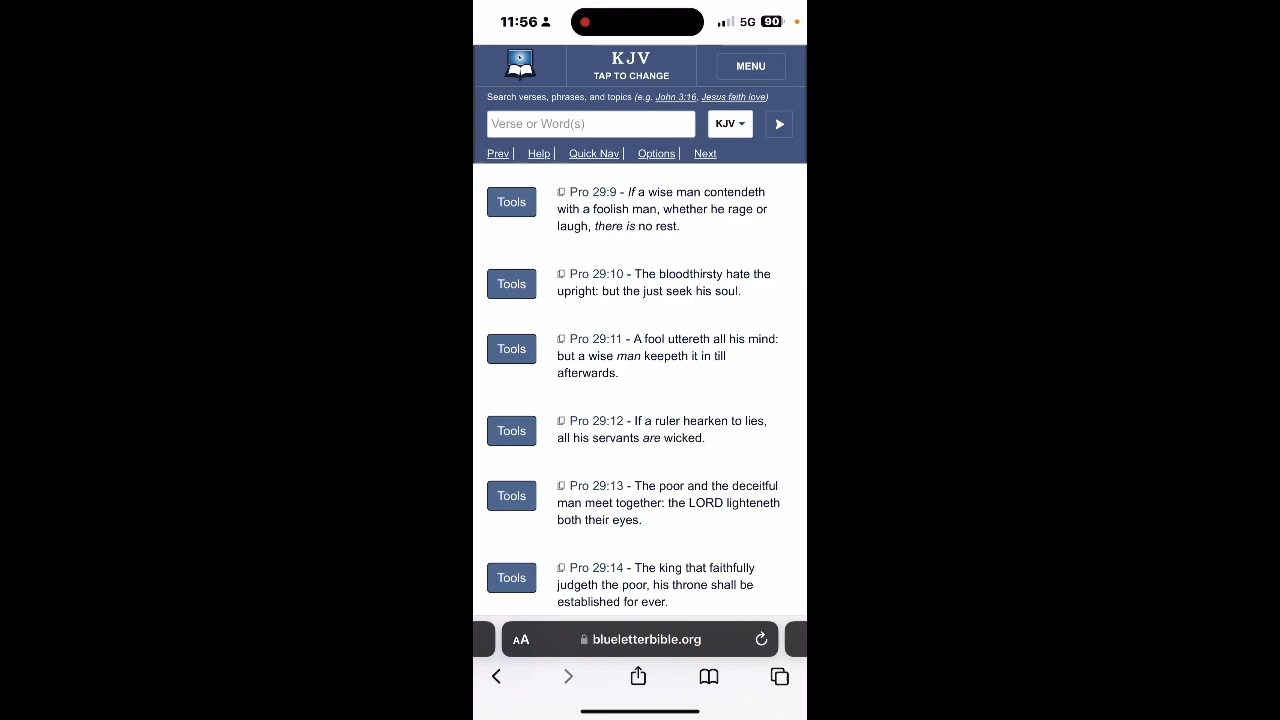 11:56 5G 90
KJV
TAP TO CHANGE
MENU
Search verses, phrases, and topics (e.g. John 3:16, Jesus faith love)
Verse or Word(s) KJV
Prev Help Quick Nav Options Next
Tools
Pro 29:9 - If a wise man contendeth
with a foolish man, whether he rage or
laugh, there is no rest.
Tools
Pro 29:10 - The bloodthirsty hate the
upright: but the just seek his soul.
Tools
Pro 29:11 - A fool uttereth all his mind:
but a wise man keepeth it in till
afterwards.
Tools
Pro 29:12 - If a ruler hearken to lies,
all his servants are wicked.
Tools
Pro 29:13 - The poor and the deceitful
man meet together: the LORD lighteneth
both their eyes.
Tools
Pro 29:14 - The king that faithfully
judgeth the poor, his throne shall be
established for ever.
AA blueletterbible.org